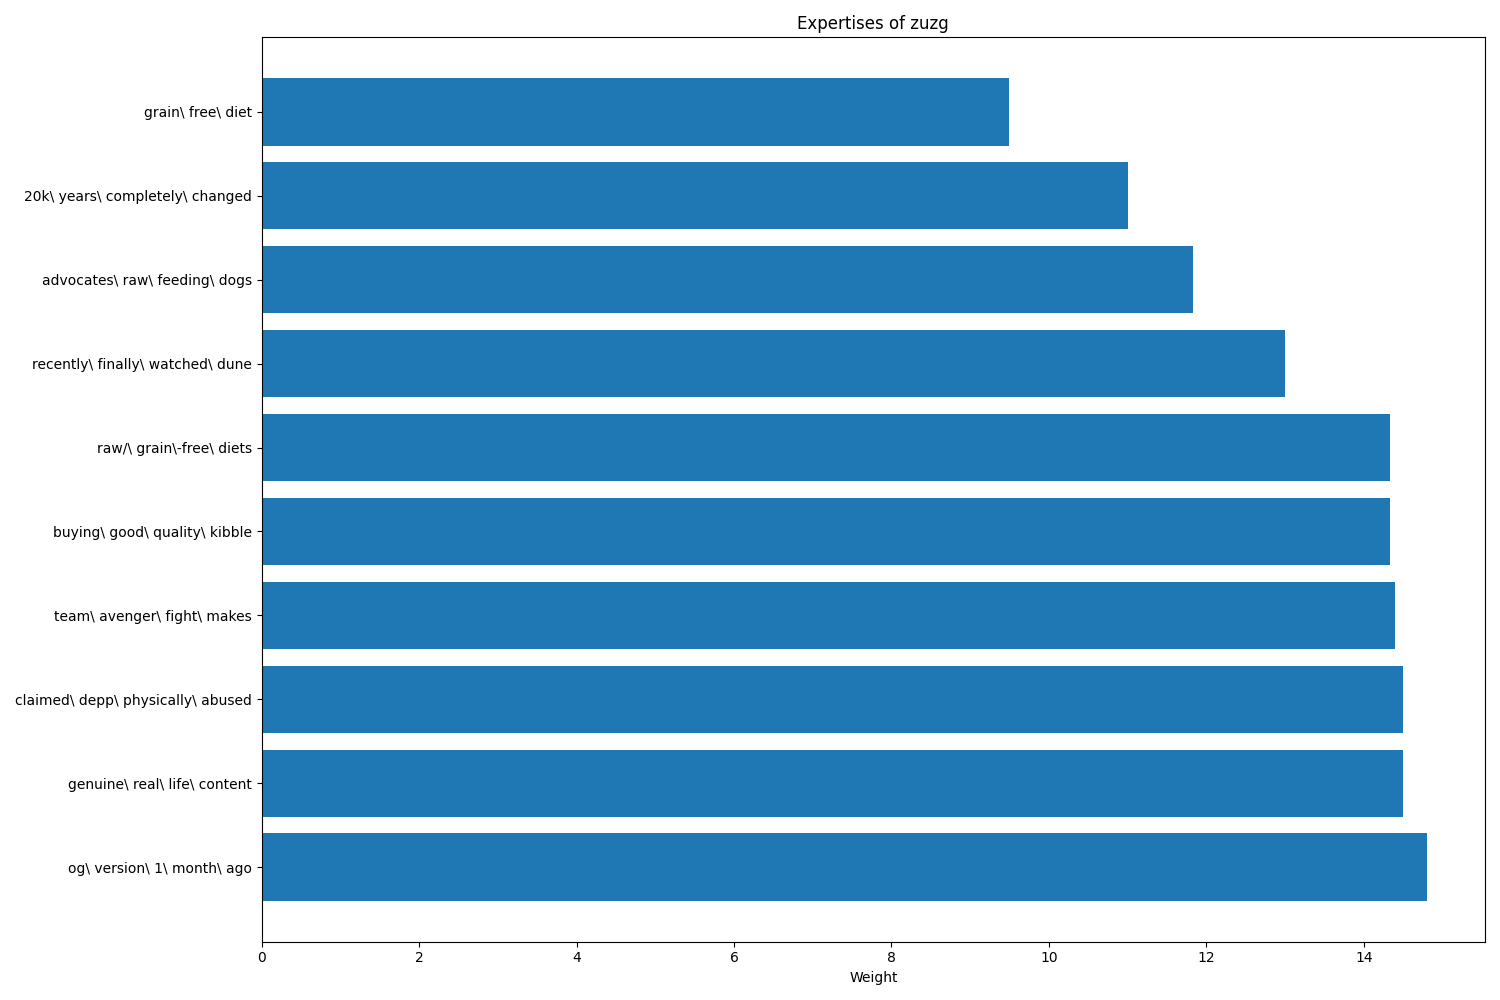 Expertises of zuzg
grain\ free\ diet
20k\ years\ completely\ changed
advocates\ raw\ feeding\ dogs
recently\ finally\ watched\ dune
raw/\ grain\-free\ diets
buying\ good\ quality\ kibble
team\ avenger\ fight\ makes
claimed\ depp\ physically\ abused
genuine\ real\ life\ content
og\ version\ 1\ month\ ago
0 2 4 6 8 10 12 14
Weight